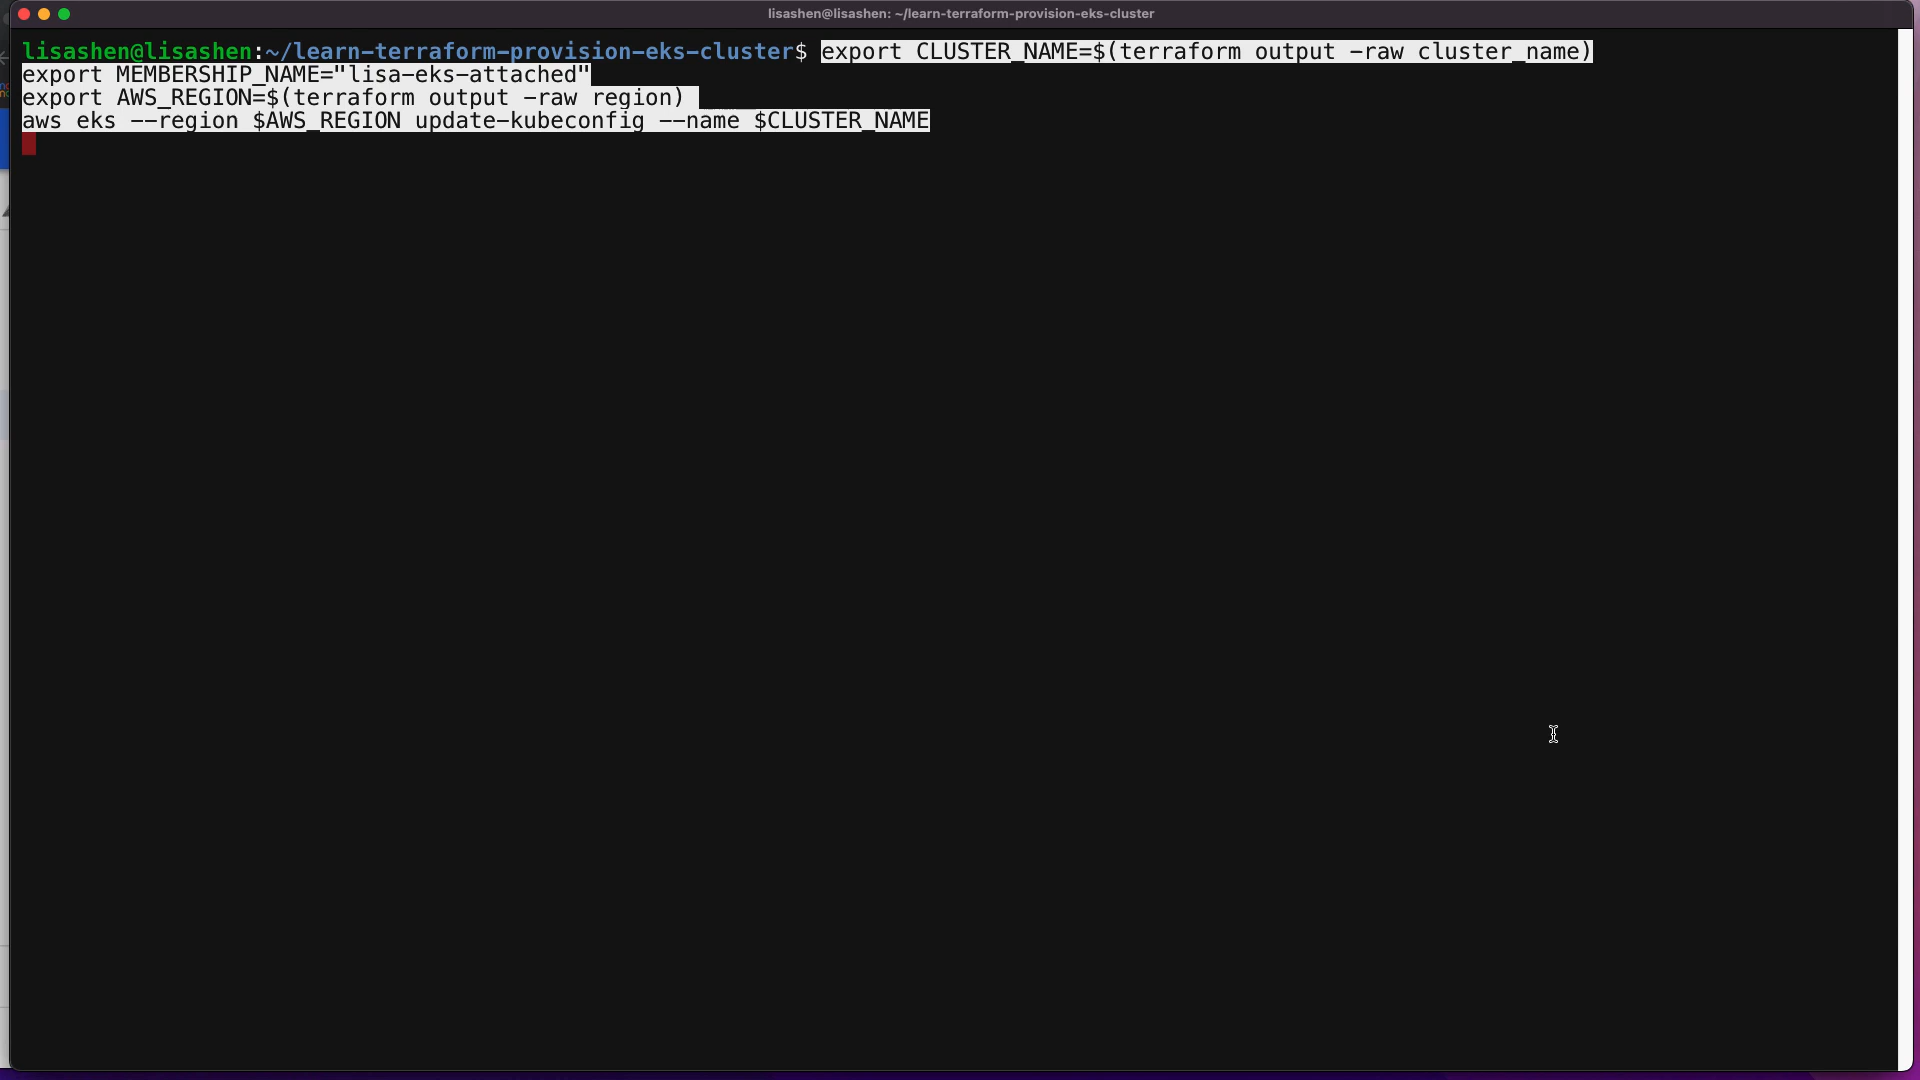 lisashen@lisashen: ~/learn-terraform-provision-eks-cluster
lisashen@lisashen:~/learn-terraform-provision-eks-cluster$ export CLUSTER_NAME=$(terraform output -raw cluster_name)
export MEMBERSHIP_NAME="lisa-eks-attached"
export AWS_REGION=$(terraform output -raw region)
aws eks --region $AWS_REGION update-kubeconfig --name $CLUSTER_NAME